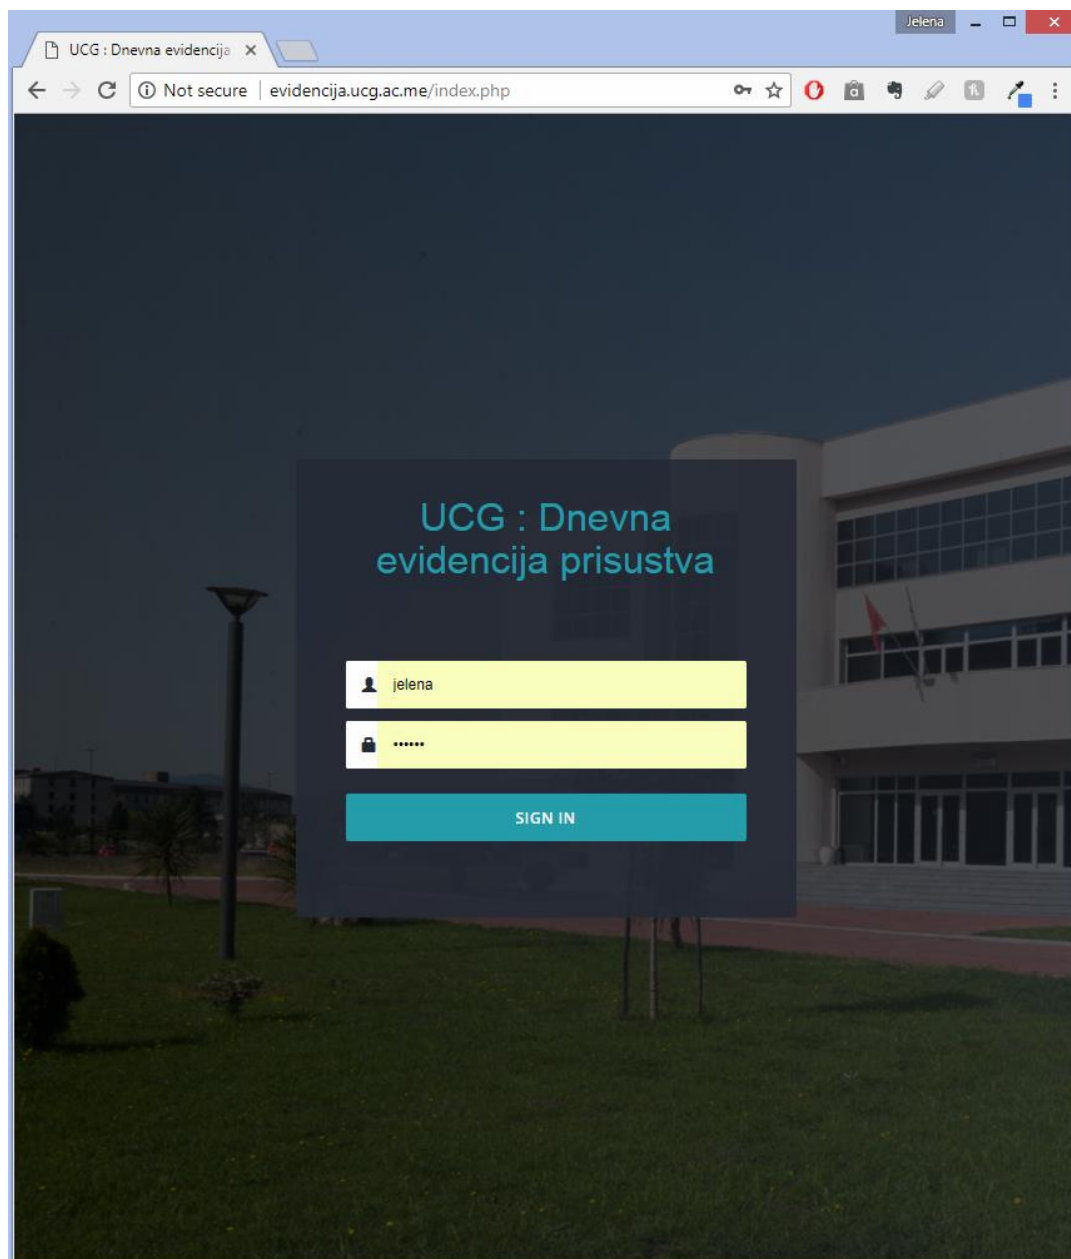 Jelena
UCG : Dnevna evidencija
Not secure | evidencija.ucg.ac.me/index.php
UCG : Dnevna
evidencija prisustva
jelena
••••••
SIGN IN